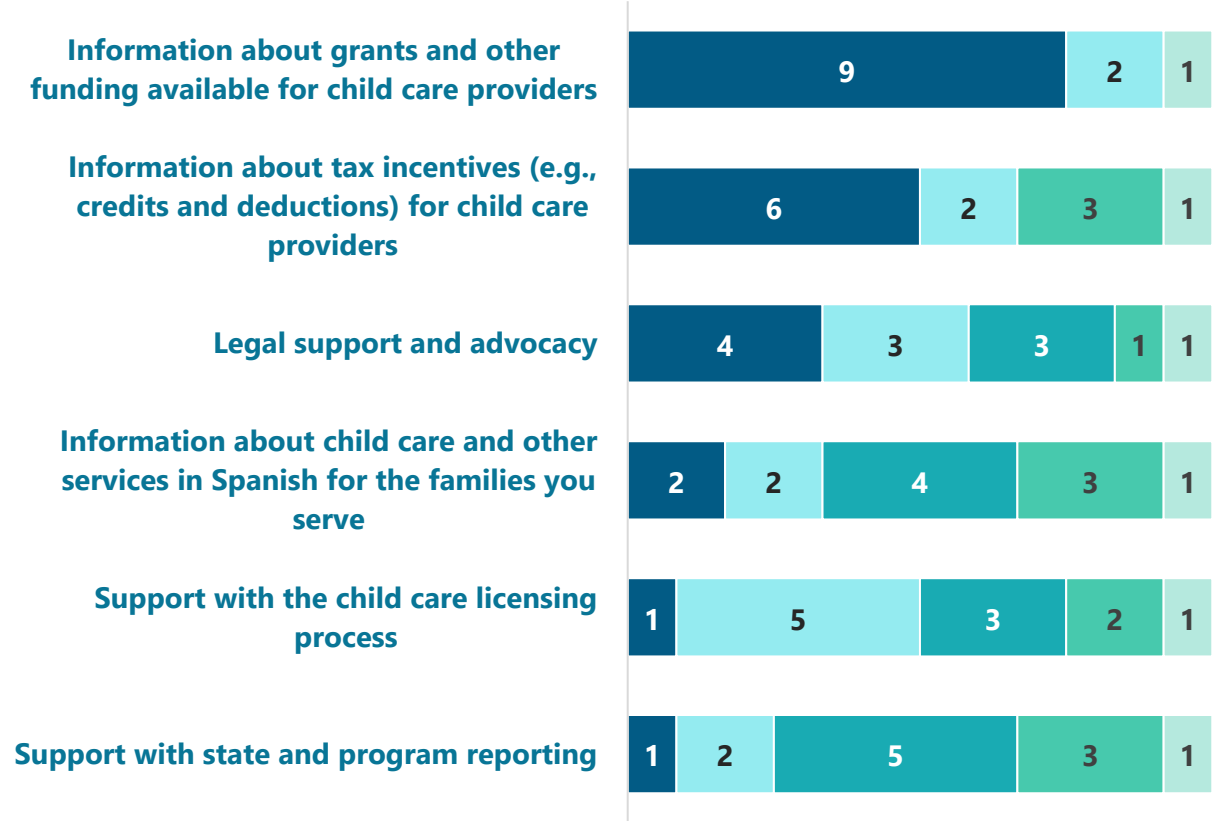 Information about grants and other
funding available for child care providers
9 2 1
Information about tax incentives (e.g.,
credits and deductions) for child care
providers
6 2 3 1
Legal support and advocacy
4 3 3 1 1
Information about child care and other
services in Spanish for the families you
serve
2 2 4 3 1
Support with the child care licensing
process
1 5 3 2 1
Support with state and program reporting
1 2 5 3 1